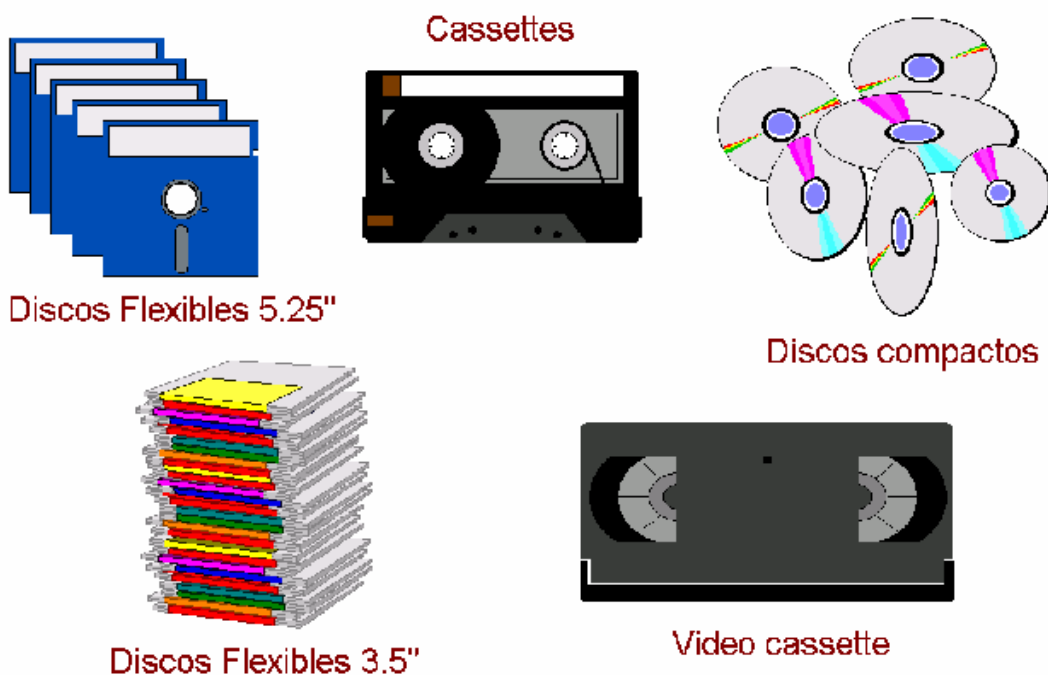 Cassettes
Discos Flexibles 5.25"
Discos compactos
Discos Flexibles 3.5"
Video cassette